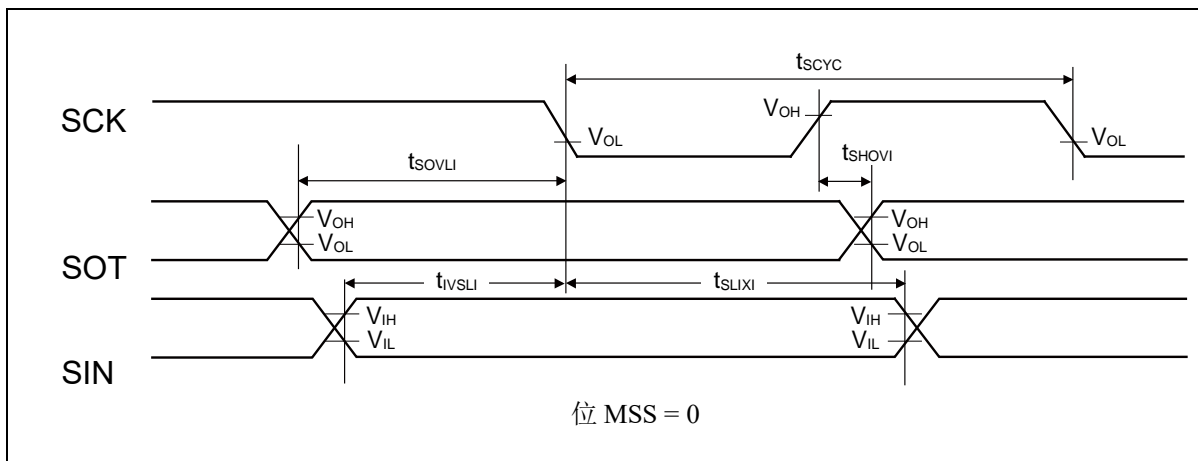 tSCYC
SCK
VOH
VOL
VOL
tSHOVI
tSOVLI
VOH
VOL
VOH
VOL
SOT
tIVSLI
tSLIXI
VIH
VIL
VIH
VIL
SIN
位 MSS = 0